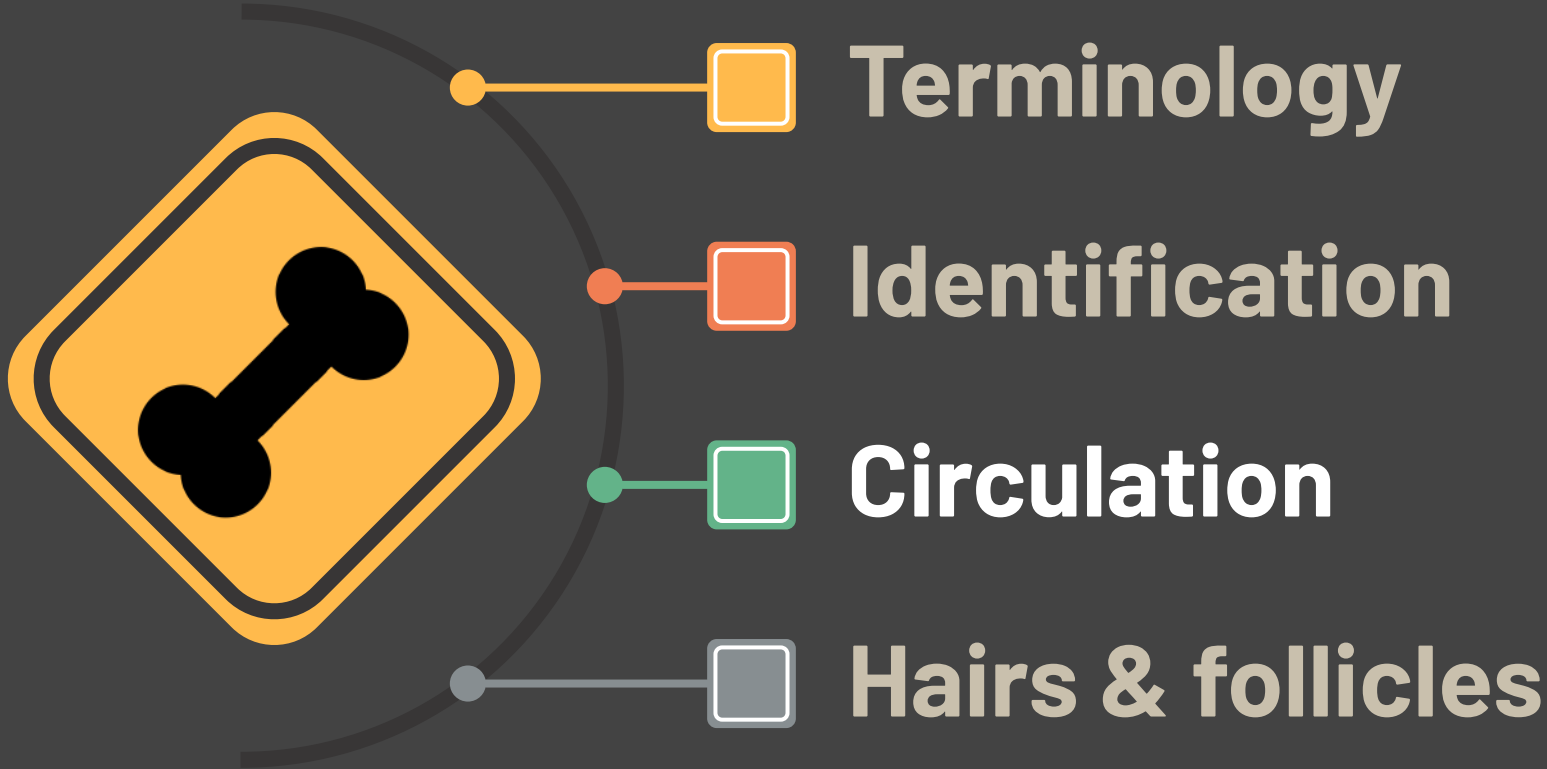 Terminology
Identification
Circulation
Hairs & follicles